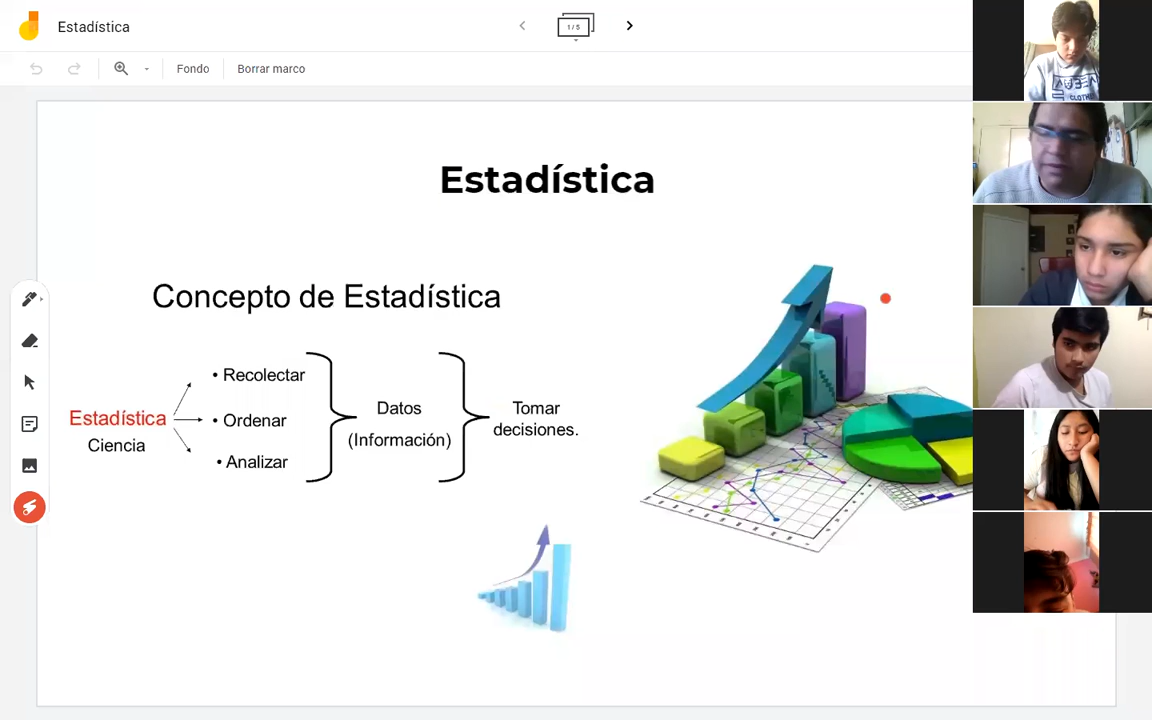 Estadística
1 / 5
Fondo
Borrar marco
Estadística
Concepto de Estadística
• Recolectar
Estadística
Ciencia
• Ordenar
• Analizar
Datos
(Información)
Tomar
decisiones.
CLOTH